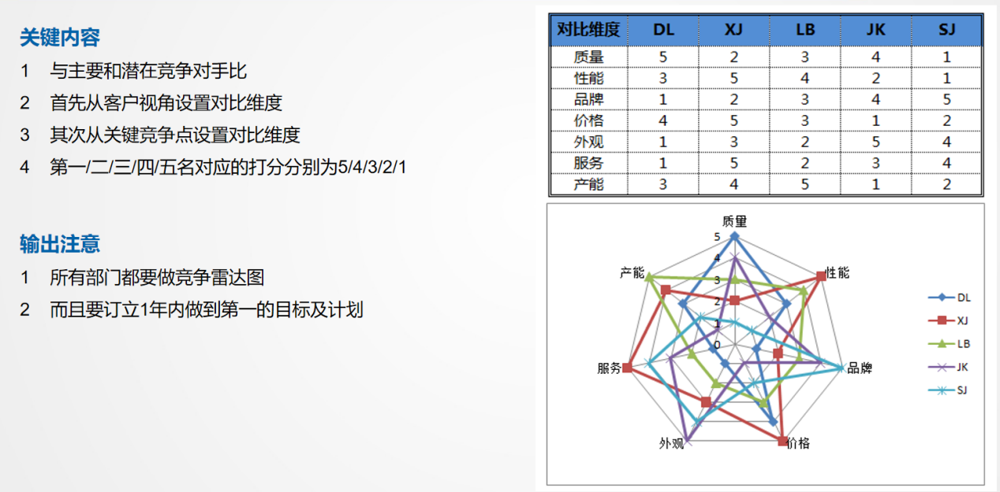 关键内容
1 与主要和潜在竞争对手比
2 首先从客户视角设置对比维度
3 其次从关键竞争点设置对比维度
4 第一/二/三/四/五名对应的打分分别为5/4/3/2/1
输出注意
1 所有部门都要做竞争雷达图
2 而且要订立1年内做到第一的目标及计划
对比维度 DL XJ LB JK SJ
质量 5 2 3 4 1
性能 3 5 4 2 1
品牌 1 2 3 4 5
价格 4 5 3 1 2
外观 1 3 2 5 4
服务 1 5 2 3 4
产能 3 4 5 1 2
质量
5
4
产能
性能
3
2
1
0
服务
品牌
外观
价格
DL
XJ
LB
JK
SJ